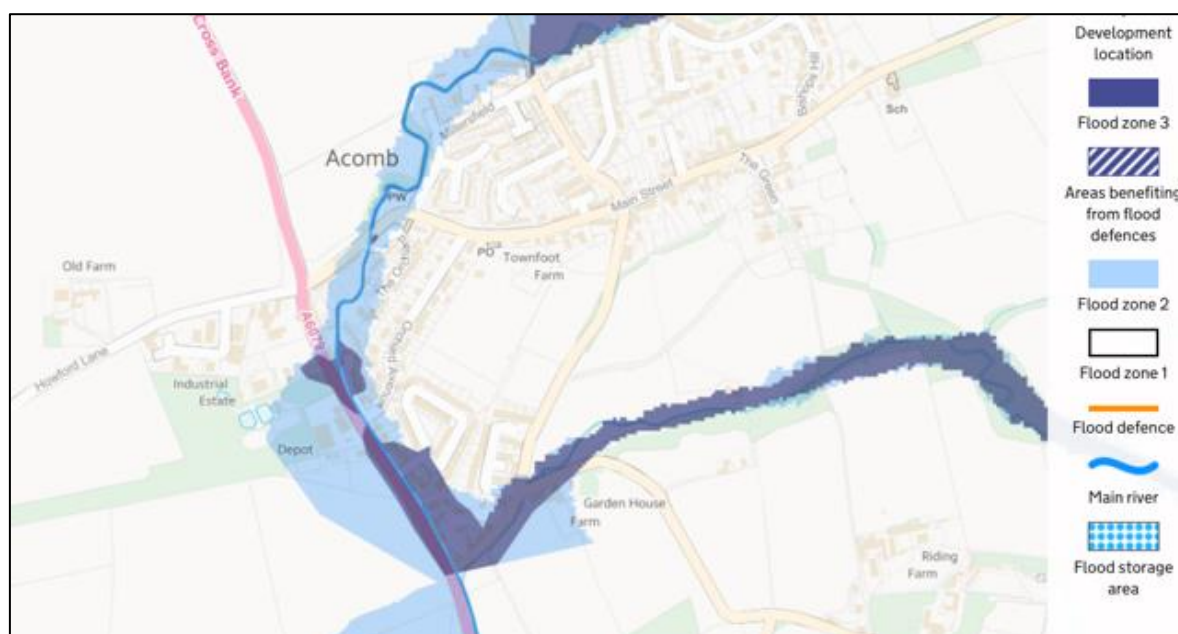 Cross Bank
Millersfield
Bishops Hill
Sch
Acomb
The Green
PW
Main Street
PO
Townfoot
Farm
Old Farm
The Orchard
A6079
Howford Lane
Industrial
Estate
Depot
Garden House
Farm
Riding
Farm
Development
location
Flood zone 3
Areas benefiting
from flood
defences
Flood zone 2
Flood zone 1
Flood defence
Main river
Flood storage
area